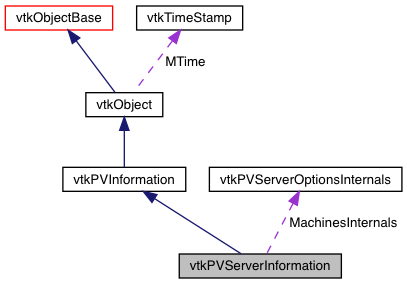 vtkObjectBase
vtkTimeStamp
MTime
vtkObject
vtkPVInformation
vtkPVServerOptionsInternals
MachinesInternals
vtkPVServerInformation